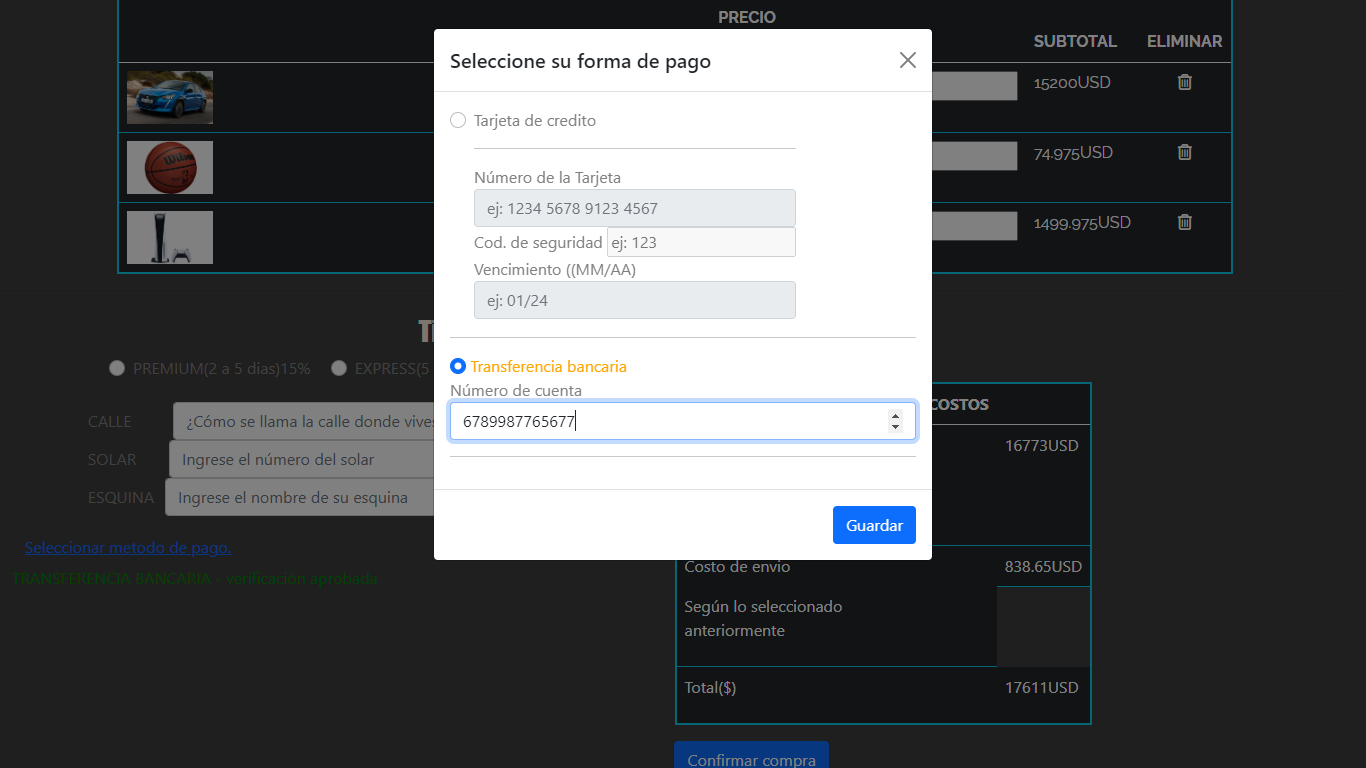 PRECIO
SUBTOTAL ELIMINAR
15200USD
74.975USD
1499.975USD
Seleccione su forma de pago
Tarjeta de credito
Número de la Tarjeta
ej: 1234 5678 9123 4567
Cod. de seguridad ej: 123
Vencimiento ((MM/AA)
ej: 01/24
Transferencia bancaria
Número de cuenta
6789987765677
Guardar
PREMIUM(2 a 5 dias)15% EXPRESS(5
CALLE ¿Cómo se llama la calle donde vives
SOLAR Ingrese el número del solar
ESQUINA Ingrese el nombre de su esquina
Seleccionar metodo de pago.
TRANSFERENCIA BANCARIA - verificación aprobada
COSTOS
16773USD
Costo de envío 838.65USD
Según lo seleccionado
anteriormente
Total($) 17611USD
Confirmar compra